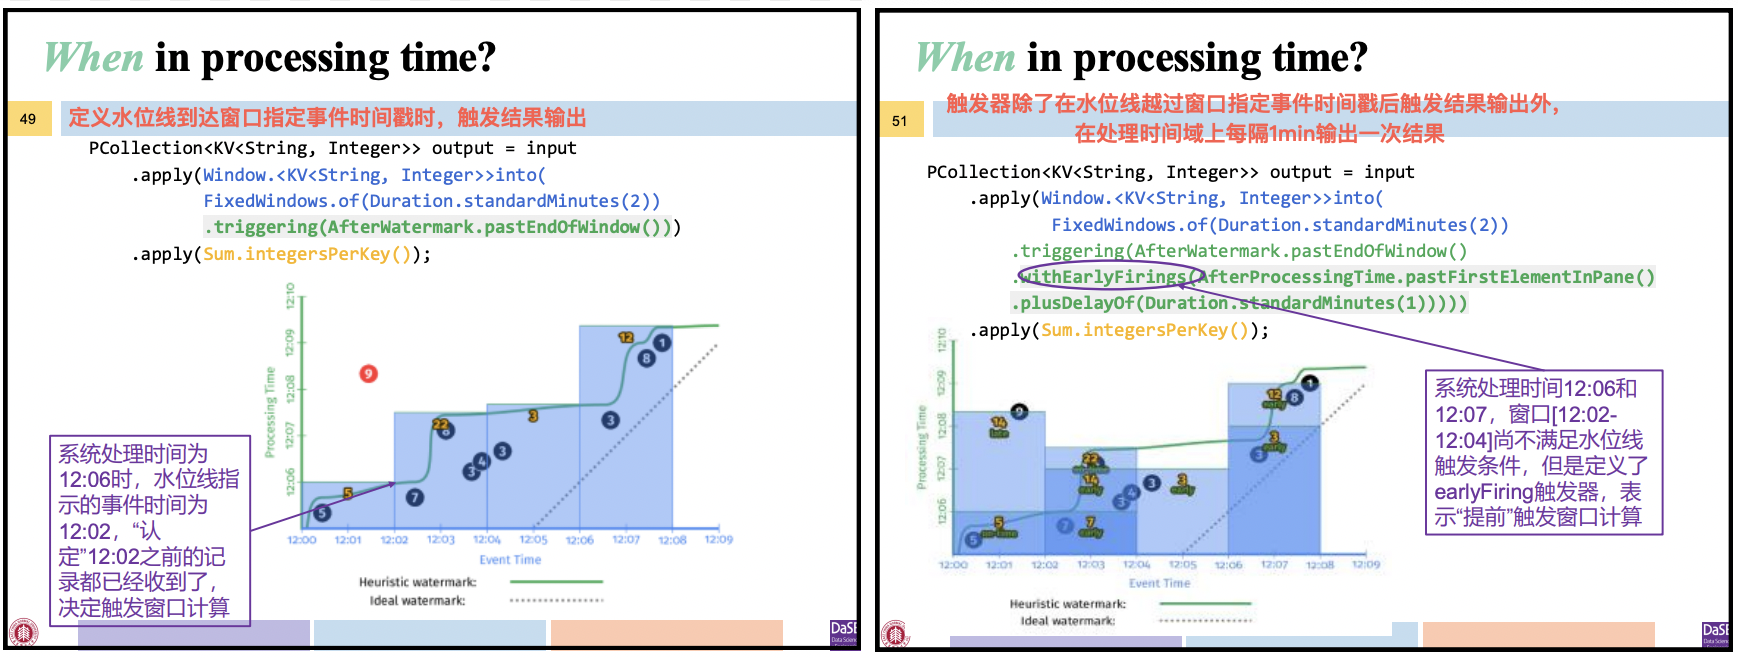 When in processing time?
49
定义水位线到达窗口指定事件时间戳时，触发结果输出
PCollection<KV<String, Integer>> output = input
.apply(Window.<KV<String, Integer>>into(
FixedWindows.of(Duration.standardMinutes(2))
.triggering(AfterWatermark.pastEndOfWindow()))
.apply(Sum.integersPerKey());
Processing Time
12:10
12:09
12:08
12:07
12:06
9
12
1
8
22
8
3
3
4
3
3
7
5
5
12:00 12:01 12:02 12:03 12:04 12:05 12:06 12:07 12:08 12:09
Event Time
Heuristic watermark:
Ideal watermark:
系统处理时间为
12:06时，水位线指
示的事件时间为
12:02，“认
定”12:02之前的记
录都已经收到了，
决定触发窗口计算
DaSE
Data Scienc
When in processing time?
51
触发器除了在水位线越过窗口指定事件时间戳后触发结果输出外，
在处理时间域上每隔1min输出一次结果
PCollection<KV<String, Integer>> output = input
.apply(Window.<KV<String, Integer>>into(
FixedWindows.of(Duration.standardMinutes(2))
.triggering(AfterWatermark.pastEndOfWindow()
.withEarlyFirings(AfterProcessingTime.pastFirstElementInPane()
.plusDelayOf(Duration.standardMinutes(1)))))
.apply(Sum.integersPerKey());
Processing Time
12:10
12:09
12:08
12:07
12:06
9
14
late
1
12
early
8
3
early
3
22
on-time
14
early
3
4
3
3
early
7
7
early
5
on-time
5
12:00 12:01 12:02 12:03 12:04 12:05 12:06 12:07 12:08 12:09
Event Time
Heuristic watermark:
Ideal watermark:
系统处理时间12:06和
12:07，窗口[12:02-
12:04]尚不满足水位线
触发条件，但是定义了
earlyFiring触发器，表
示“提前”触发窗口计算
DaSE
Data Scienc